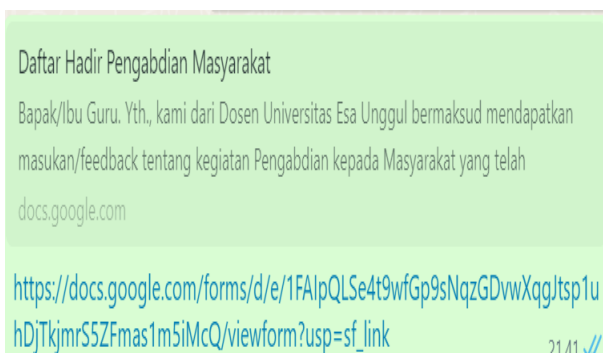 Daftar Hadir Pengabdian Masyarakat
Bapak/Ibu Guru. Yth., kami dari Dosen Universitas Esa Unggul bermaksud mendapatkan
masukan/feedback tentang kegiatan Pengabdian kepada Masyarakat yang telah
docs.google.com
https://docs.google.com/forms/d/e/1FAIpQLSe4t9wfGp9sNqzGDvwXqgJtsp1u
hDjTkjmrS5ZFmas1m5iMcQ/viewform?usp=sf_link
21.41